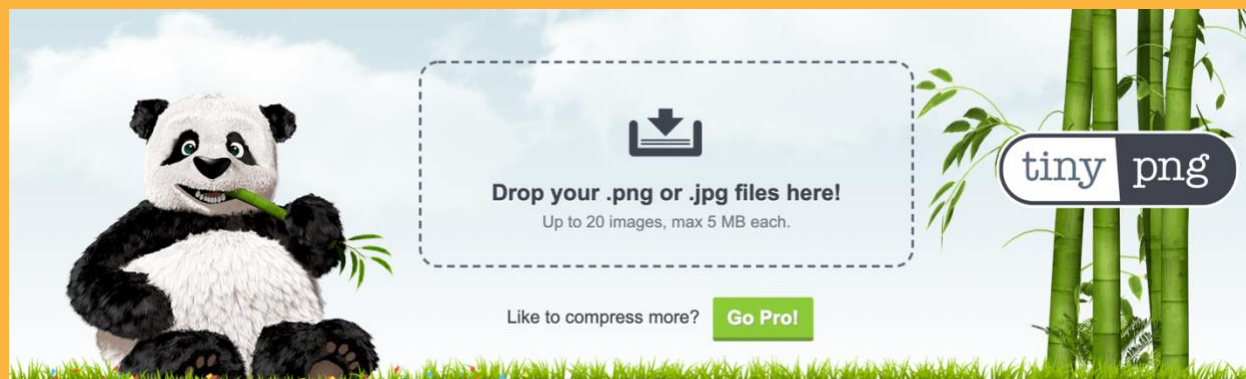 Drop your .png or .jpg files here!
Up to 20 images, max 5 MB each.
tiny png
Like to compress more? Go Pro!